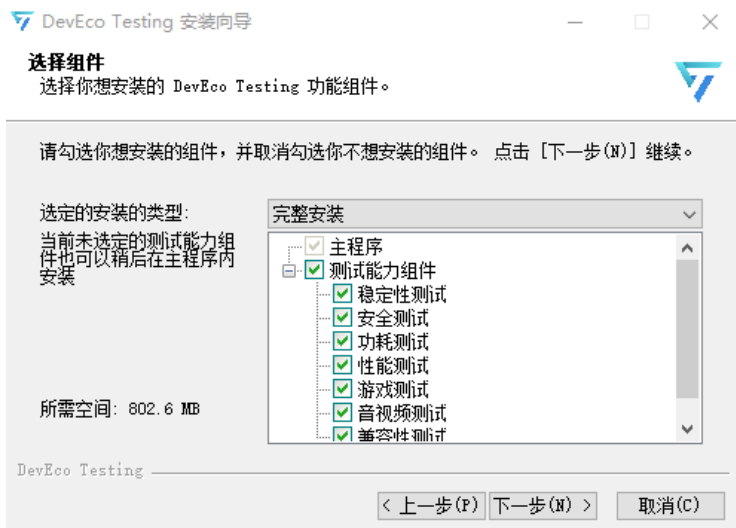 DevEco Testing 安装向导
选择组件
选择你想安装的 DevEco Testing 功能组件。
请勾选你想安装的组件，并取消勾选你不想安装的组件。 点击 [下一步(N)] 继续。
选定的安装的类型:
完整安装
当前未选定的测试能力组
件也可以稍后在主程序内
安装
主程序
测试能力组件
稳定性测试
安全测试
功耗测试
性能测试
游戏测试
音视频测试
兼容性测试
所需空间: 802.6 MB
DevEco Testing
< 上一步(P) 下一步(N) > 取消(C)